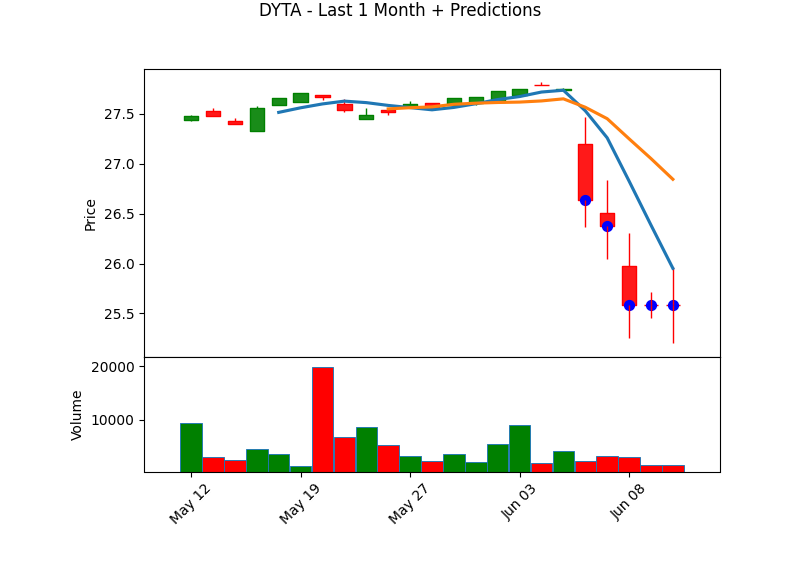 DYTA - Last 1 Month + Predictions
Price
27.5
27.0
26.5
26.0
25.5
Volume
20000
10000
May 12
May 19
May 27
Jun 03
Jun 08